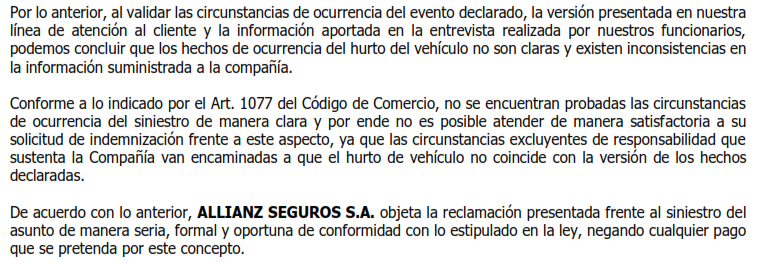 Por lo anterior, al validar las circunstancias de ocurrencia del evento declarado, la versión presentada en nuestra
línea de atención al cliente y la información aportada en la entrevista realizada por nuestros funcionarios,
podemos concluir que los hechos de ocurrencia del hurto del vehículo no son claras y existen inconsistencias en
la información suministrada a la compañía.
Conforme a lo indicado por el Art. 1077 del Código de Comercio, no se encuentran probadas las circunstancias
de ocurrencia del siniestro de manera clara y por ende no es posible atender de manera satisfactoria a su
solicitud de indemnización frente a este aspecto, ya que las circunstancias excluyentes de responsabilidad que
sustenta la Compañía van encaminadas a que el hurto de vehículo no coincide con la versión de los hechos
declaradas.
De acuerdo con lo anterior, ALLIANZ SEGUROS S.A. objeta la reclamación presentada frente al siniestro del
asunto de manera seria, formal y oportuna de conformidad con lo estipulado en la ley, negando cualquier pago
que se pretenda por este concepto.